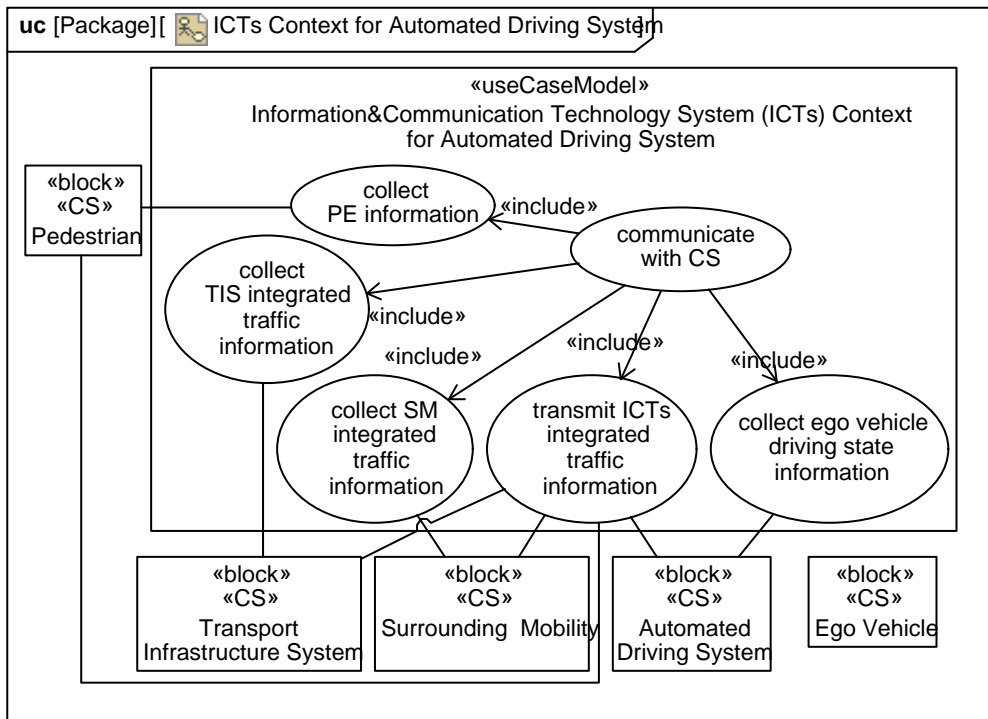 uc [Package][ ICTs Context for Automated Driving System]
«useCaseModel»
Information&Communication Technology System (ICTs) Context
for Automated Driving System
«block»
«CS»
Pedestrian
collect
PE information
«include»
communicate
with CS
collect
TIS integrated
traffic
information
«include»
«include»
«include»
«include»
collect SM
integrated
traffic
information
transmit ICTs
integrated
traffic
information
collect ego vehicle
driving state
information
«block»
«CS»
Transport
Infrastructure System
«block»
«CS»
Surrounding Mobility
«block»
«CS»
Automated
Driving System
«block»
«CS»
Ego Vehicle